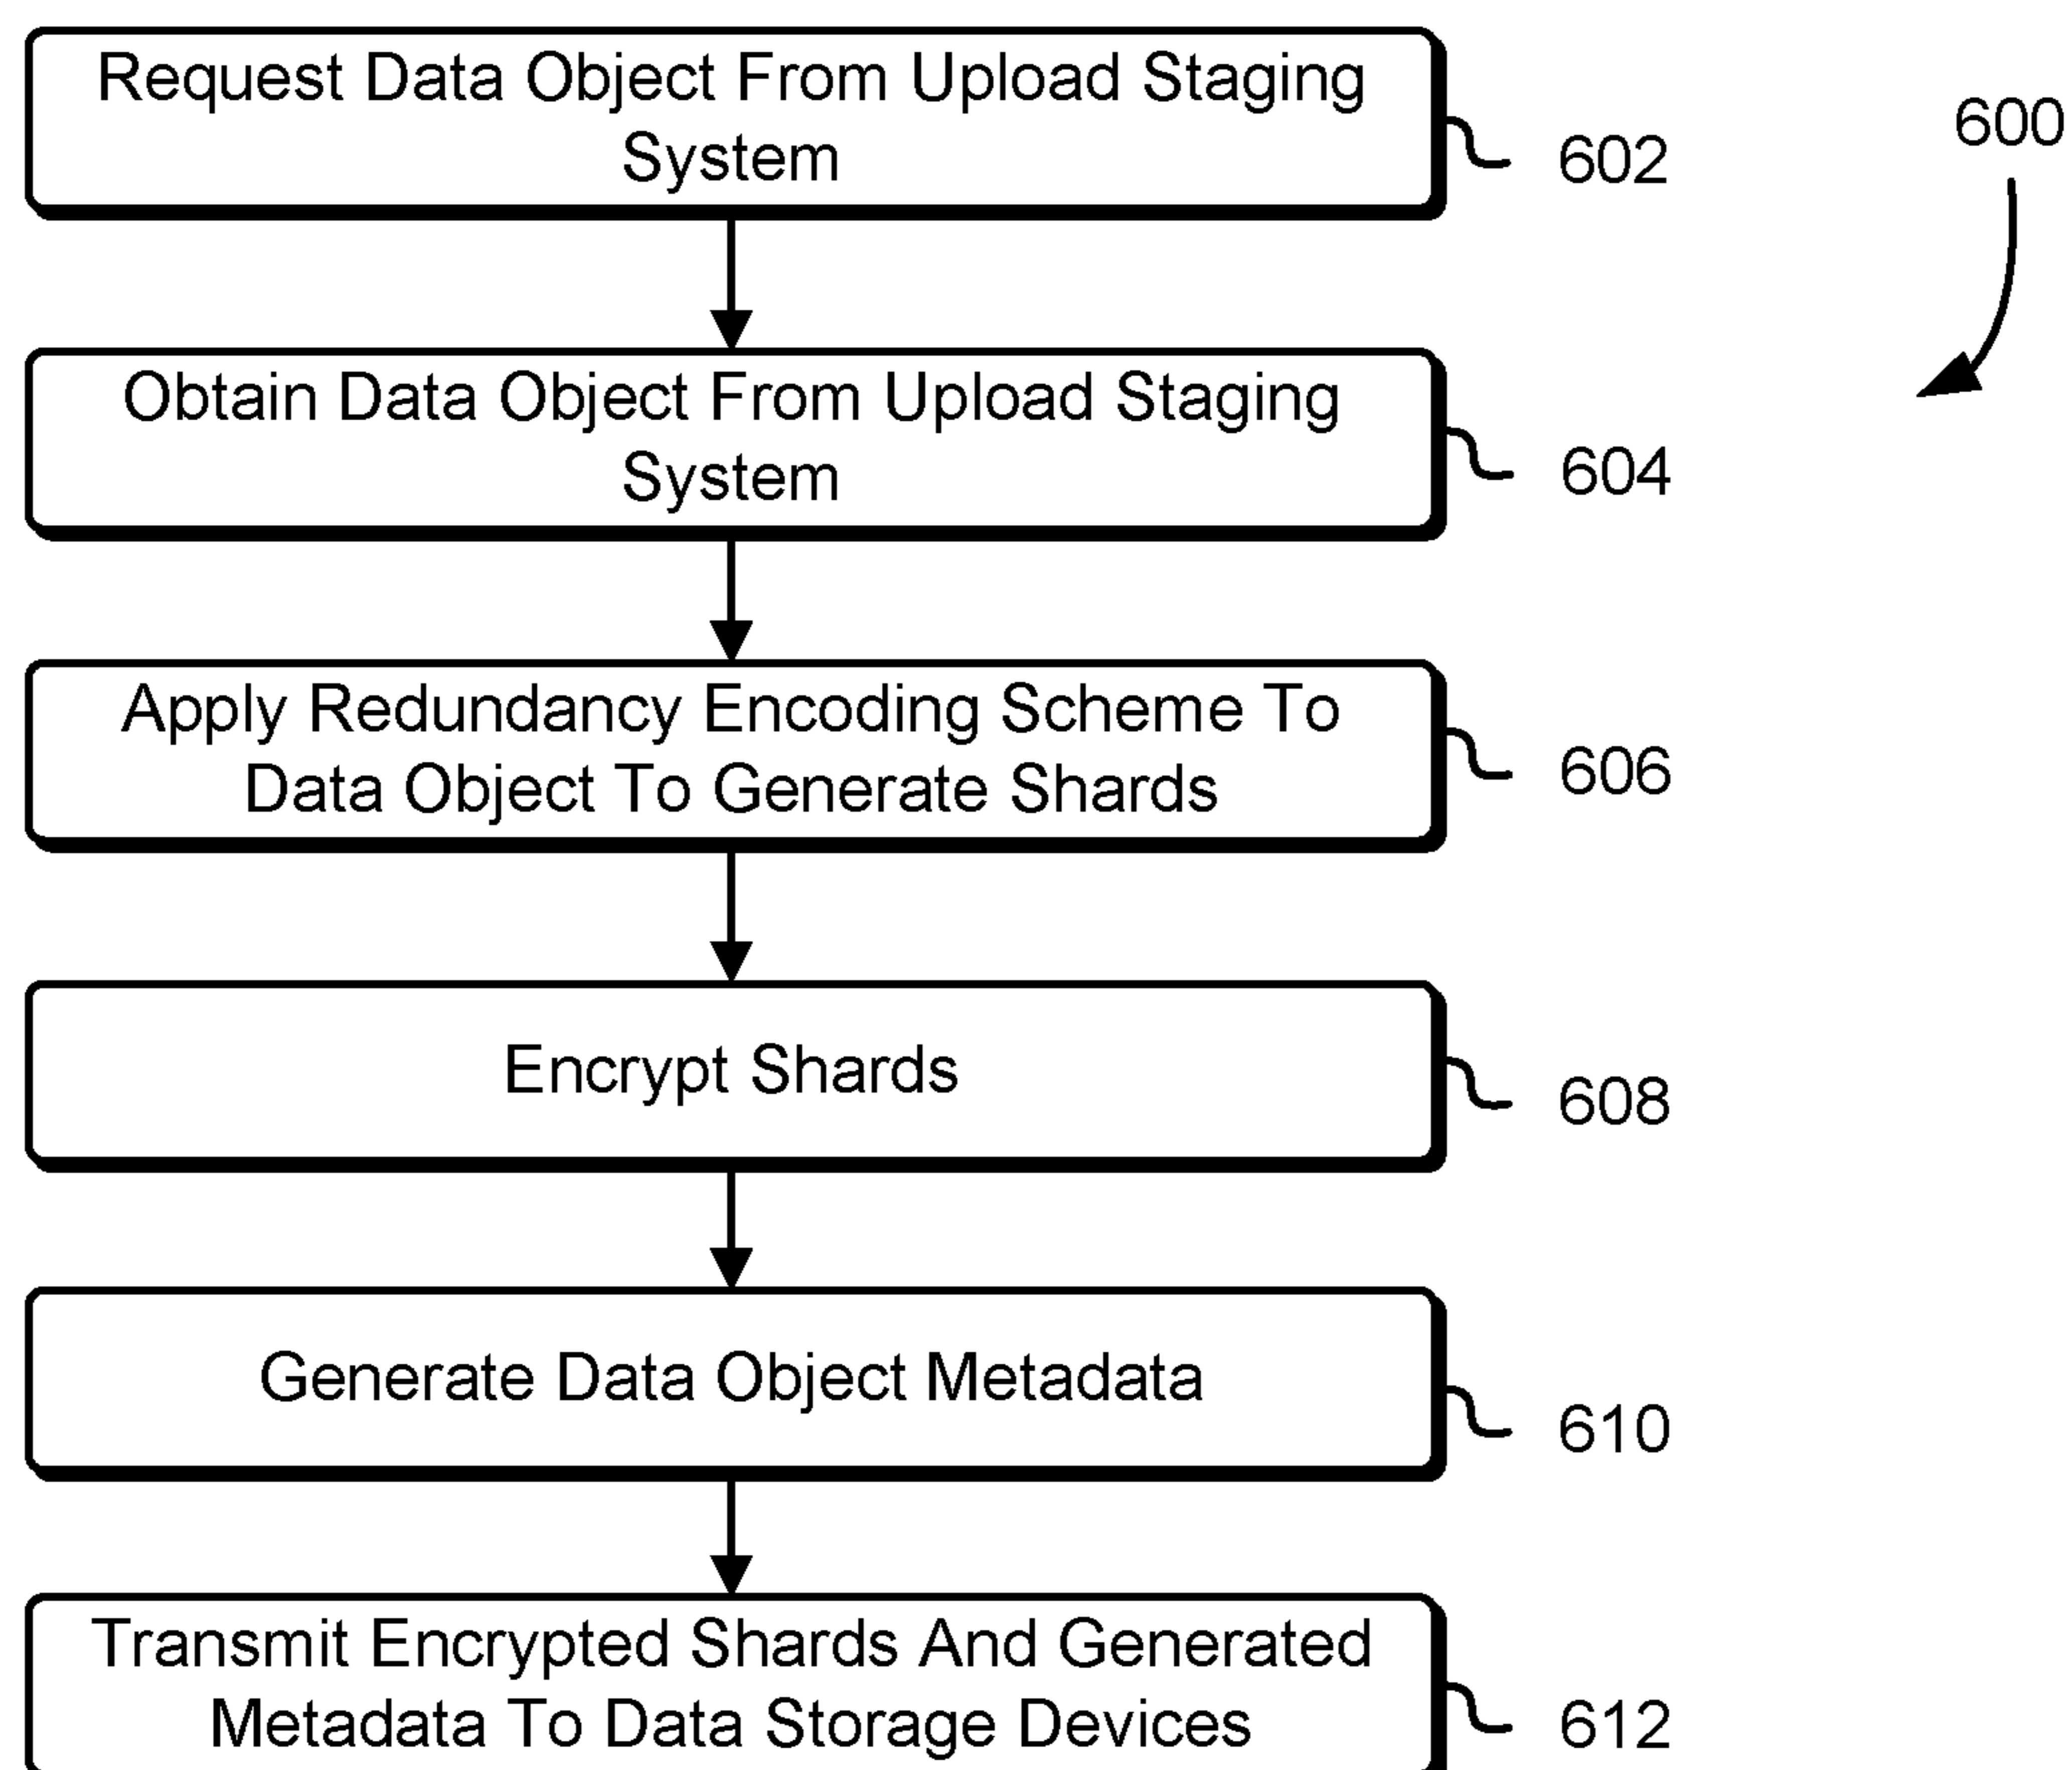 Request Data Object From Upload Staging
System
602
600
Obtain Data Object From Upload Staging
System
604
Apply Redundancy Encoding Scheme To
Data Object To Generate Shards
606
Encrypt Shards
608
Generate Data Object Metadata
610
Transmit Encrypted Shards And Generated
Metadata To Data Storage Devices
612